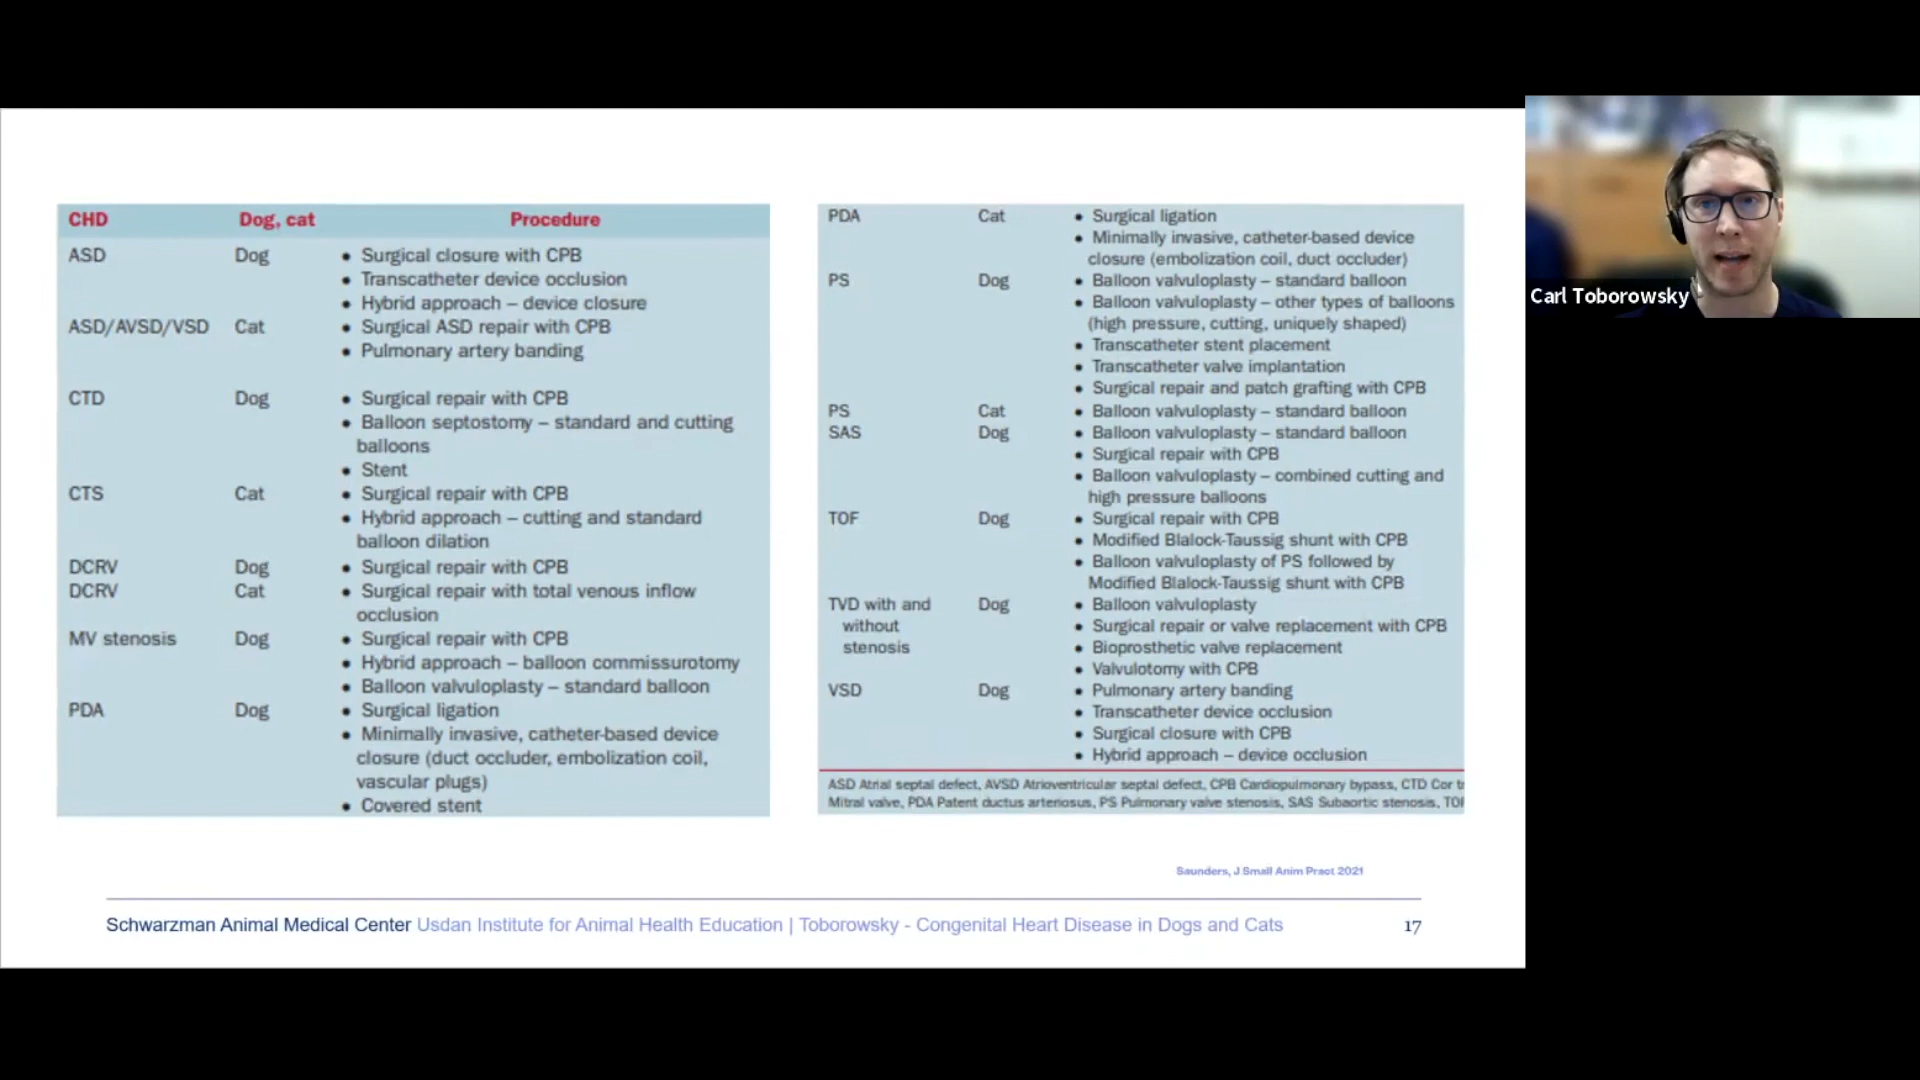 CHD Dog, cat Procedure
ASD Dog • Surgical closure with CPB
• Transcatheter device occlusion
• Hybrid approach – device closure
ASD/AVSD/VSD Cat • Surgical ASD repair with CPB
• Pulmonary artery banding
CTD Dog • Surgical repair with CPB
• Balloon septostomy – standard and cutting
balloons
• Stent
CTS Cat • Surgical repair with CPB
• Hybrid approach – cutting and standard
balloon dilation
DCRV Dog • Surgical repair with CPB
DCRV Cat • Surgical repair with total venous inflow
occlusion
MV stenosis Dog • Surgical repair with CPB
• Hybrid approach – balloon commissurotomy
• Balloon valvuloplasty – standard balloon
PDA Dog • Surgical ligation
• Minimally invasive, catheter-based device
closure (duct occluder, embolization coil,
vascular plugs)
• Covered stent
PDA Cat • Surgical ligation
• Minimally invasive, catheter-based device
closure (embolization coil, duct occluder)
PS Dog • Balloon valvuloplasty – standard balloon
• Balloon valvuloplasty – other types of balloons
(high pressure, cutting, uniquely shaped)
• Transcatheter stent placement
• Transcatheter valve implantation
• Surgical repair and patch grafting with CPB
PS Cat • Balloon valvuloplasty – standard balloon
SAS Dog • Balloon valvuloplasty – standard balloon
• Surgical repair with CPB
• Balloon valvuloplasty – combined cutting and
high pressure balloons
TOF Dog • Surgical repair with CPB
• Modified Blalock-Taussig shunt with CPB
• Balloon valvuloplasty of PS followed by
Modified Blalock-Taussig shunt with CPB
TVD with and Dog • Balloon valvuloplasty
without • Surgical repair or valve replacement with CPB
stenosis • Bioprosthetic valve replacement
• Valvulotomy with CPB
VSD Dog • Pulmonary artery banding
• Transcatheter device occlusion
• Surgical closure with CPB
• Hybrid approach – device occlusion
ASD Atrial septal defect, AVSD Atrioventricular septal defect, CPB Cardiopulmonary bypass, CTD Cor
Mitral valve, PDA Patent ductus arteriosus, PS Pulmonary valve stenosis, SAS Subaortic stenosis,
Saunders, J Small Anim Pract 2021
Schwarzman Animal Medical Center Usdan Institute for Animal Health Education | Toborowsky - Congenital Heart Disease in Dogs and Cats 17
Carl Toborowsky